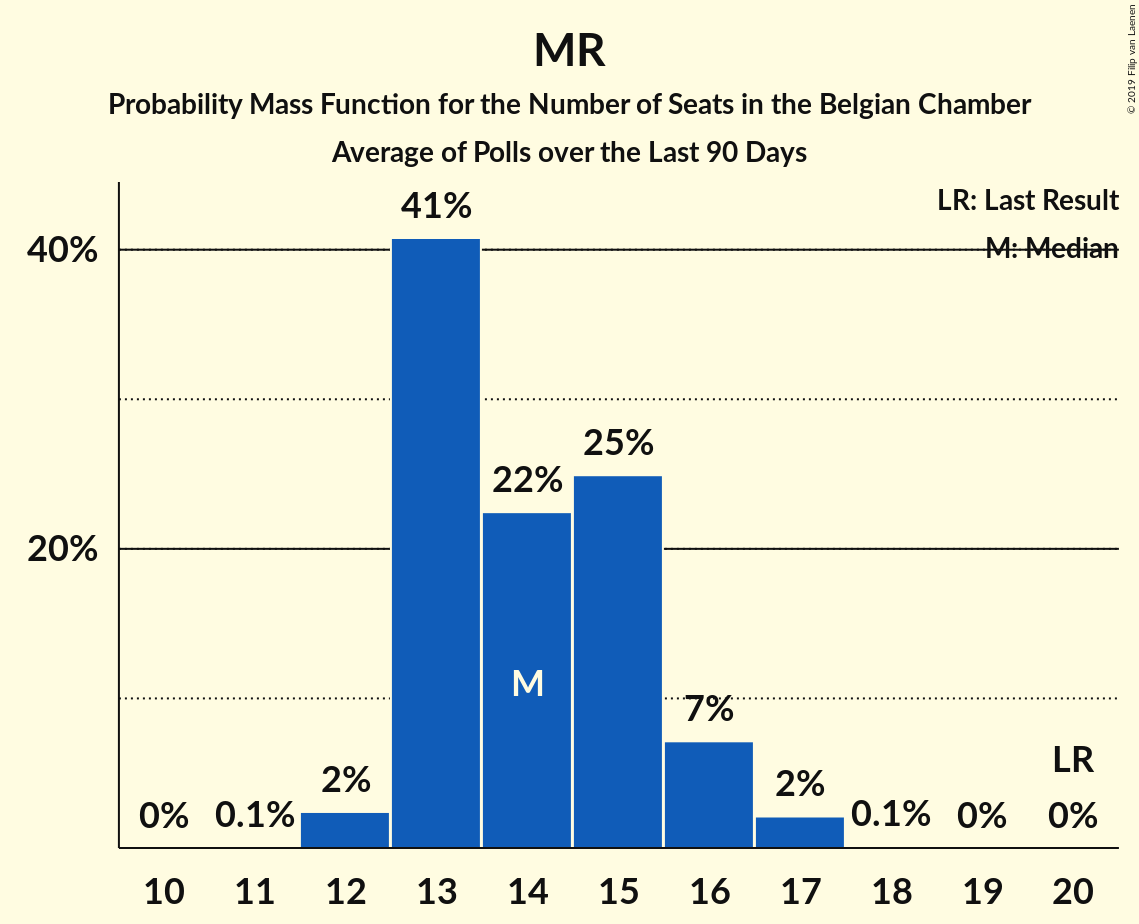 MR
Probability Mass Function for the Number of Seats in the Belgian Chamber
Average of Polls over the Last 90 Days
© 2019 Filip van Laenen
LR: Last Result
M: Median
40%
20%
0%
0.1%
2%
41%
22%
25%
7%
2%
0.1%
0%
0%
LR
M
10 11 12 13 14 15 16 17 18 19 20